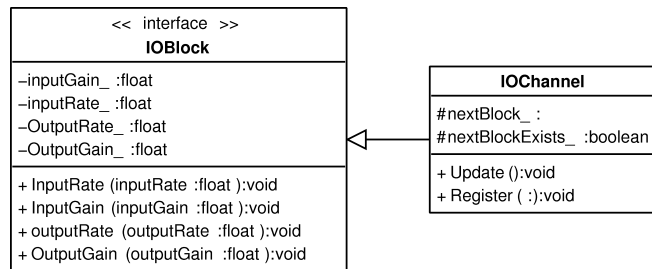 << interface >>
IOBlock
−inputGain_ :float
−inputRate_ :float
−OutputRate_ :float
−OutputGain_ :float
+ InputRate (inputRate :float ):void
+ InputGain (inputGain :float ):void
+ outputRate (outputRate :float ):void
+ OutputGain (outputGain :float ):void
IOChannel
#nextBlock_ :
#nextBlockExists_ :boolean
+ Update ():void
+ Register ( :):void